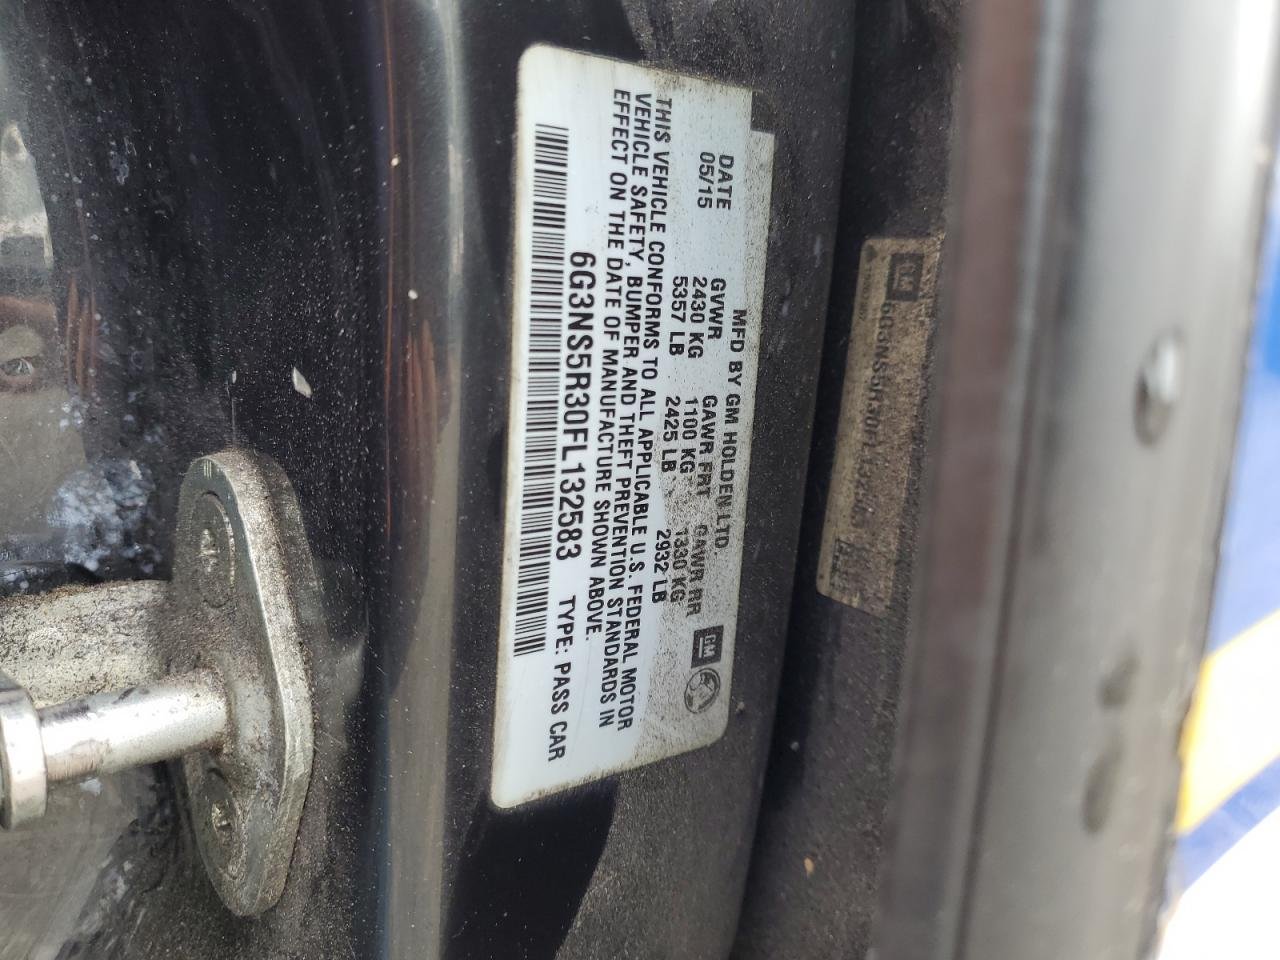 MFD BY GM HOLDEN LTD.
DATE GVWR GAWR FRT GAWR RR
05/15 2430 KG 1100 KG 1330 KG
5357 LB 2425 LB 2932 LB
THIS VEHICLE CONFORMS TO ALL APPLICABLE U.S. FEDERAL MOTOR
VEHICLE SAFETY, BUMPER AND THEFT PREVENTION STANDARDS IN
EFFECT ON THE DATE OF MANUFACTURE SHOWN ABOVE.
6G3NS5R30FL132583 TYPE: PASS CAR
GM
GM
6G3NS5R30FL132583